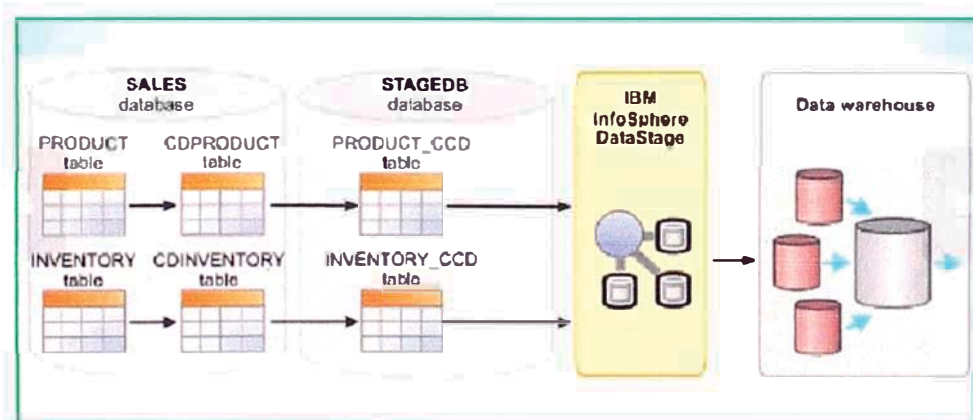 SALES
database
STAGEDB
database
IBM
InfoSphere
DataStage
Data warehouse
PRODUCT
table
CDPRODUCT
table
PRODUCT_CCD
table
INVENTORY
table
CDINVENTORY
table
INVENTORY_CCD
table